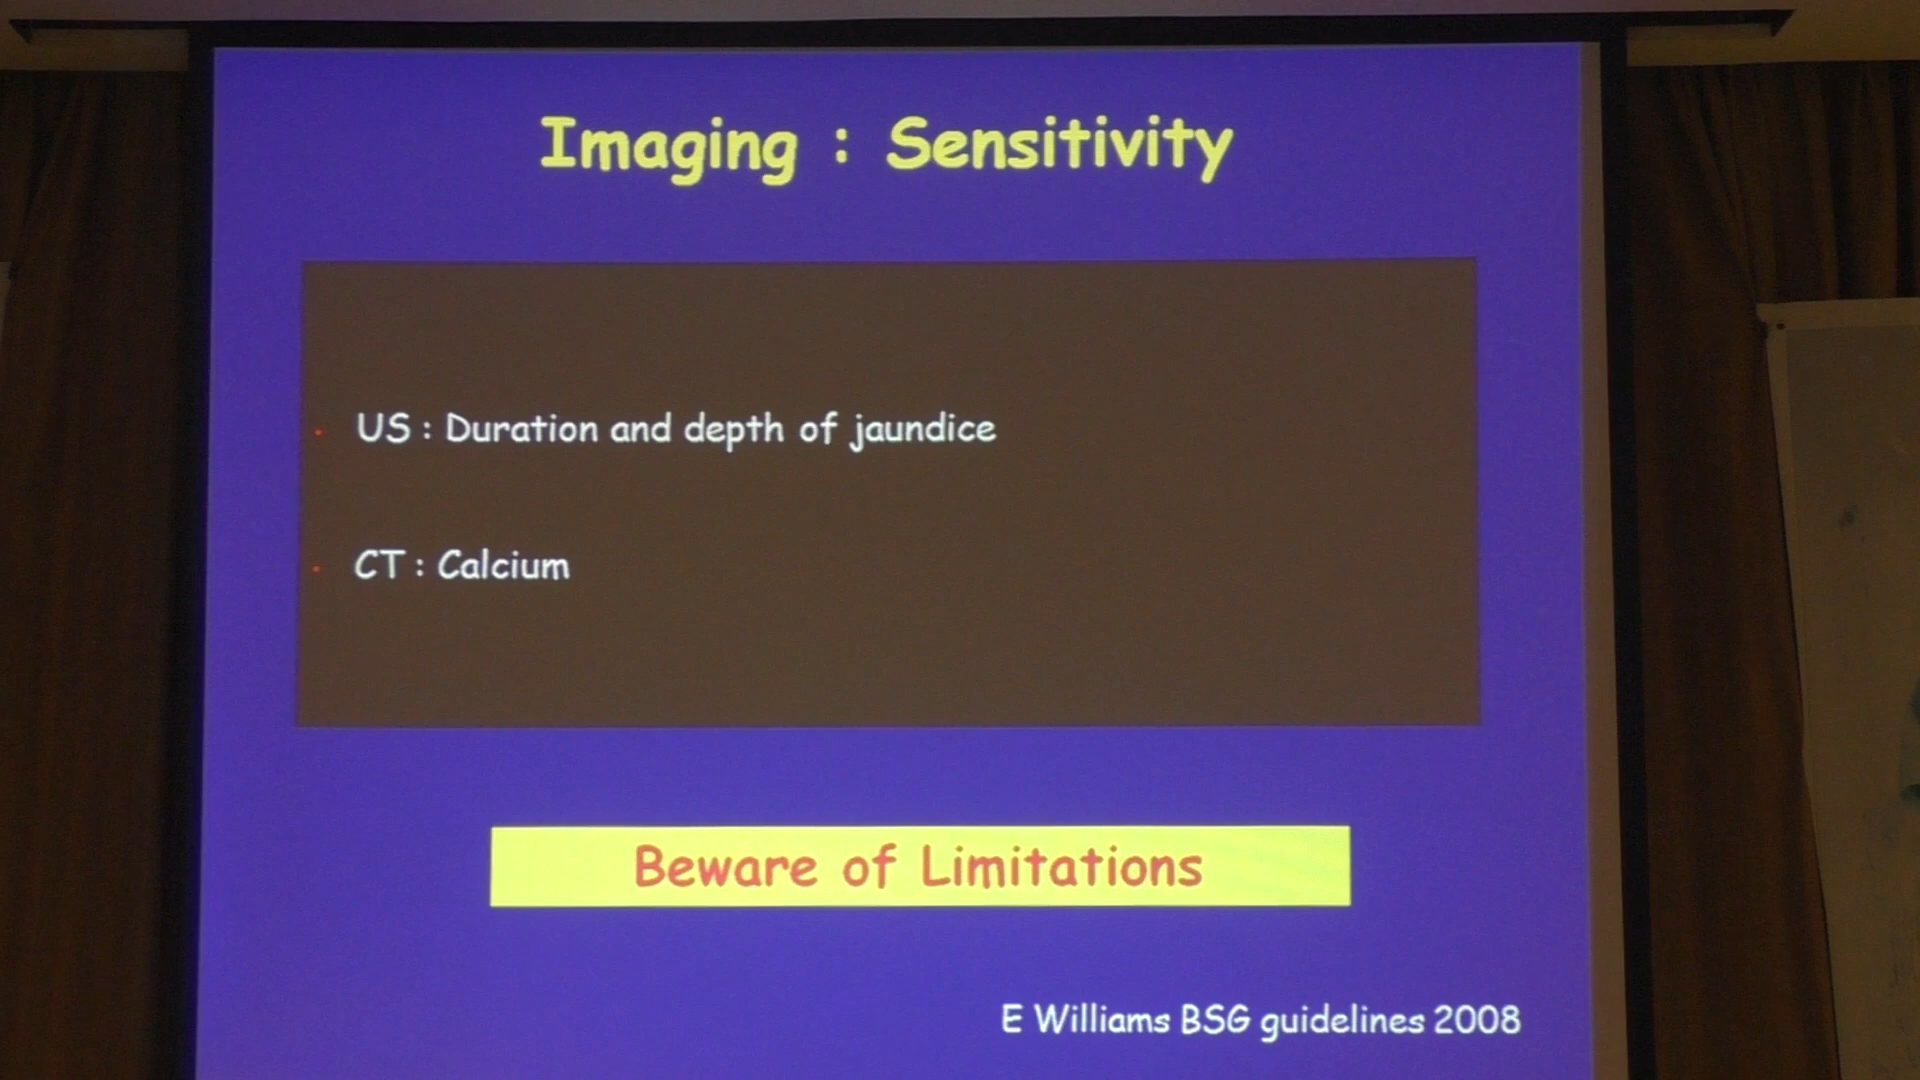 Imaging : Sensitivity
US : Duration and depth of jaundice
CT : Calcium
Beware of Limitations
E Williams BSG guidelines 2008